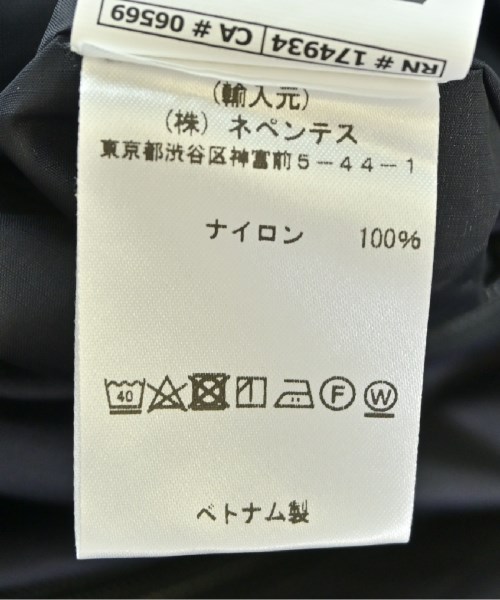 RN # 174934 CA # 06569
(輸入元)
(株) ネペンテス
東京都渋谷区神宮前5-44-1
ナイロン 100%
40 F W
ベトナム製